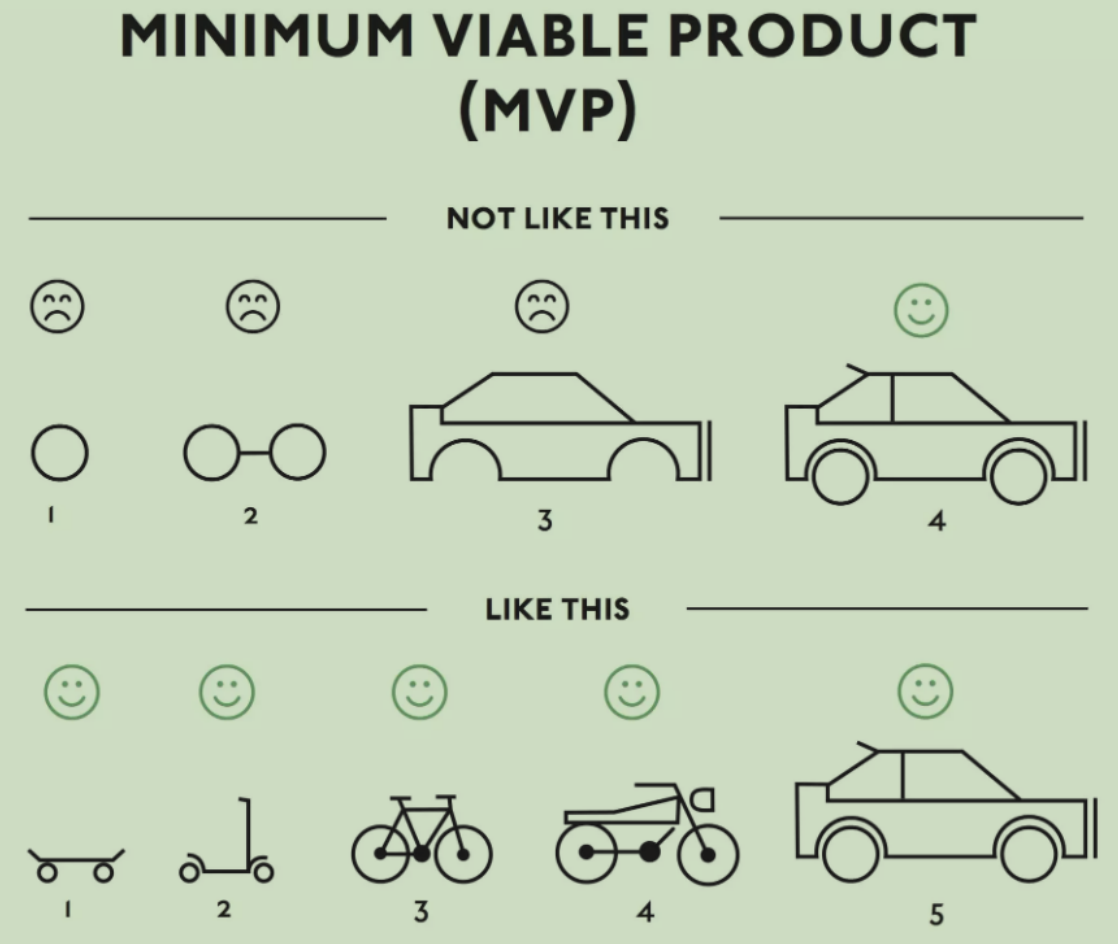 MINIMUM VIABLE PRODUCT
(MVP)
NOT LIKE THIS
1 2 3 4
LIKE THIS
1 2 3 4 5